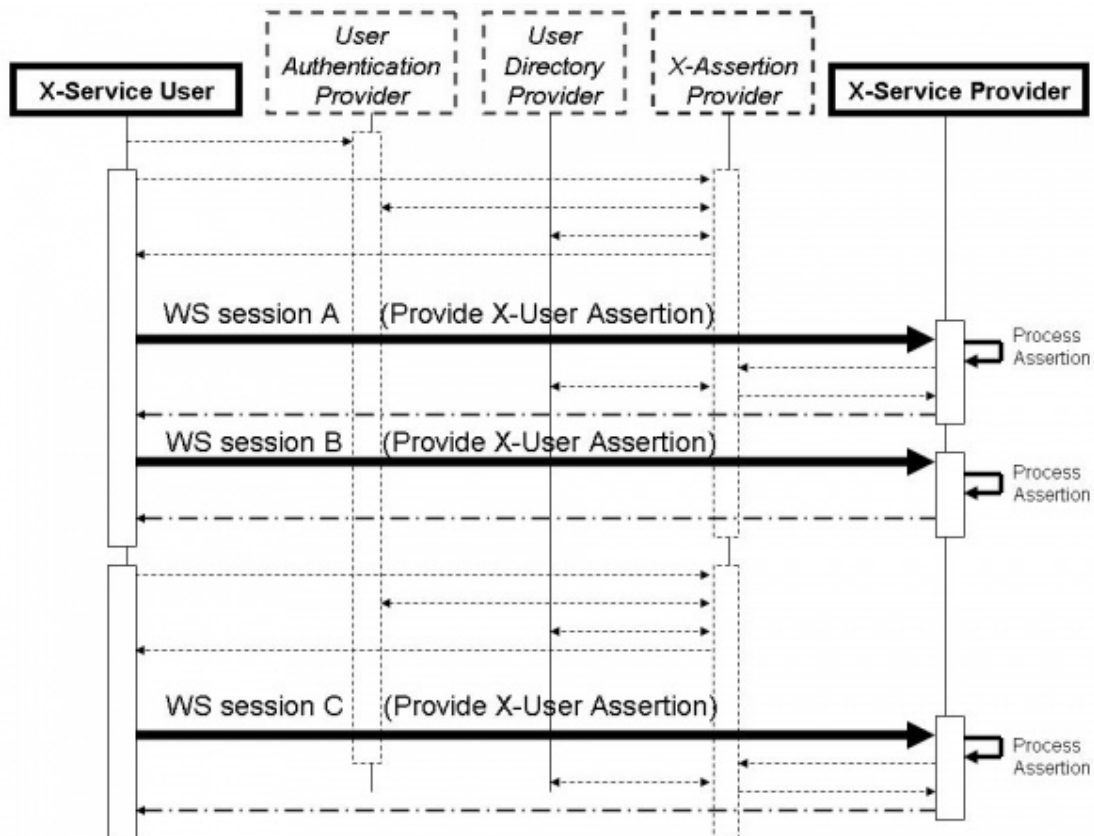 User
Authentication
Provider
User
Directory
Provider
X-Assertion
Provider
X-Service User
X-Service Provider
WS session A (Provide X-User Assertion)
Process
Assertion
WS session B (Provide X-User Assertion)
Process
Assertion
WS session C (Provide X-User Assertion)
Process
Assertion